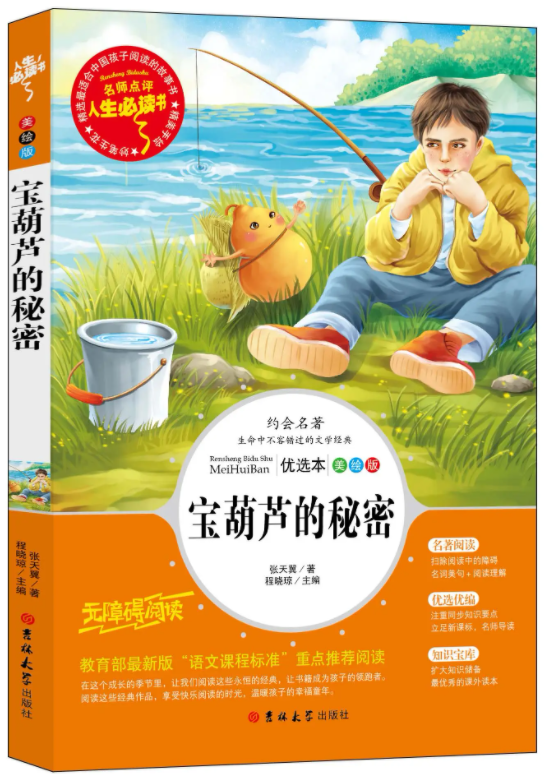 人生
必读书
美绘版
宝葫芦的秘密
张天翼/著
程晓琼/主编
吉林大学出版社
精选最适合中国孩子阅读的故事书
Rensheng Bidushu
名师点评
人生必读书
★精美手绘
妙笔生花★
约会名著
生命中不容错过的文学经典
Rensheng Bidu Shu
MeiHuiBan
优选本
美绘版
宝葫芦的秘密
张天翼/著
程晓琼/主编
名著阅读
扫除阅读中的障碍
名词美句+阅读理解
优选优编
注重同步知识要点
立足新课标,名师导读
知识宝库
扩大知识储备
最优秀的课外读本
无障碍阅读
教育部最新版“语文课程标准”重点推荐阅读
在这个成长的季节里,让我们阅读这些永恒的经典,让书籍成为孩子的领跑者。
阅读这些经典作品,享受快乐阅读的时光,温暖孩子的幸福童年。
吉林大学出版社